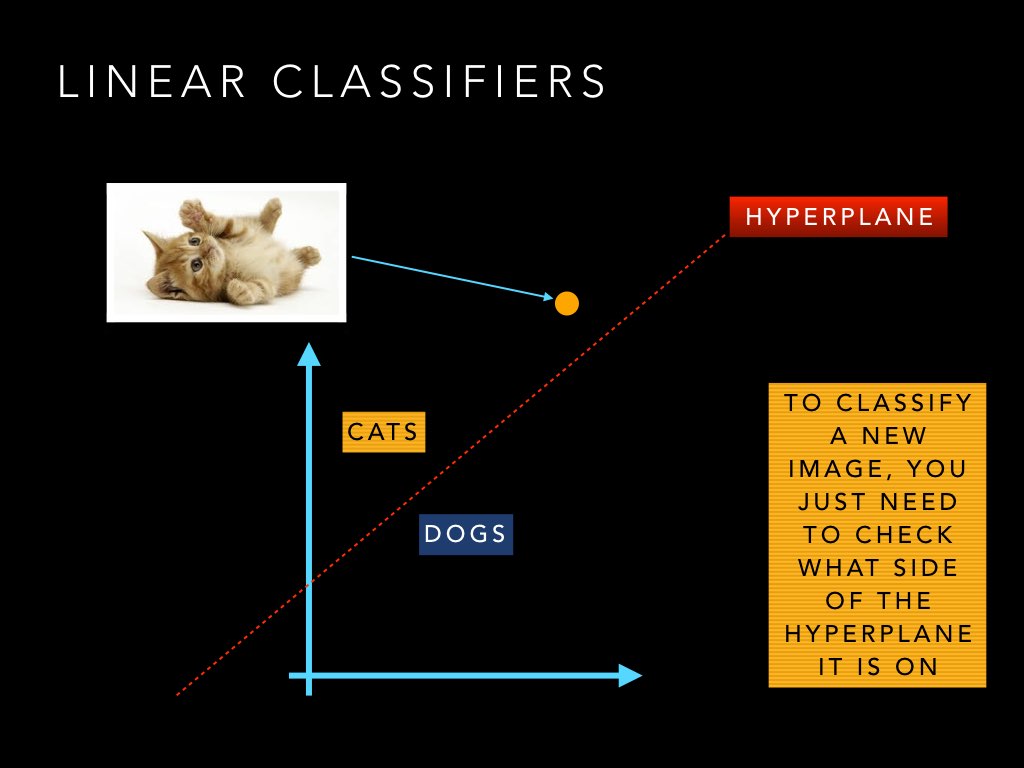 LINEAR CLASSIFIERS
HYPERPLANE
CATS
DOGS
TO CLASSIFY
A NEW
IMAGE, YOU
JUST NEED
TO CHECK
WHAT SIDE
OF THE
HYPERPLANE
IT IS ON